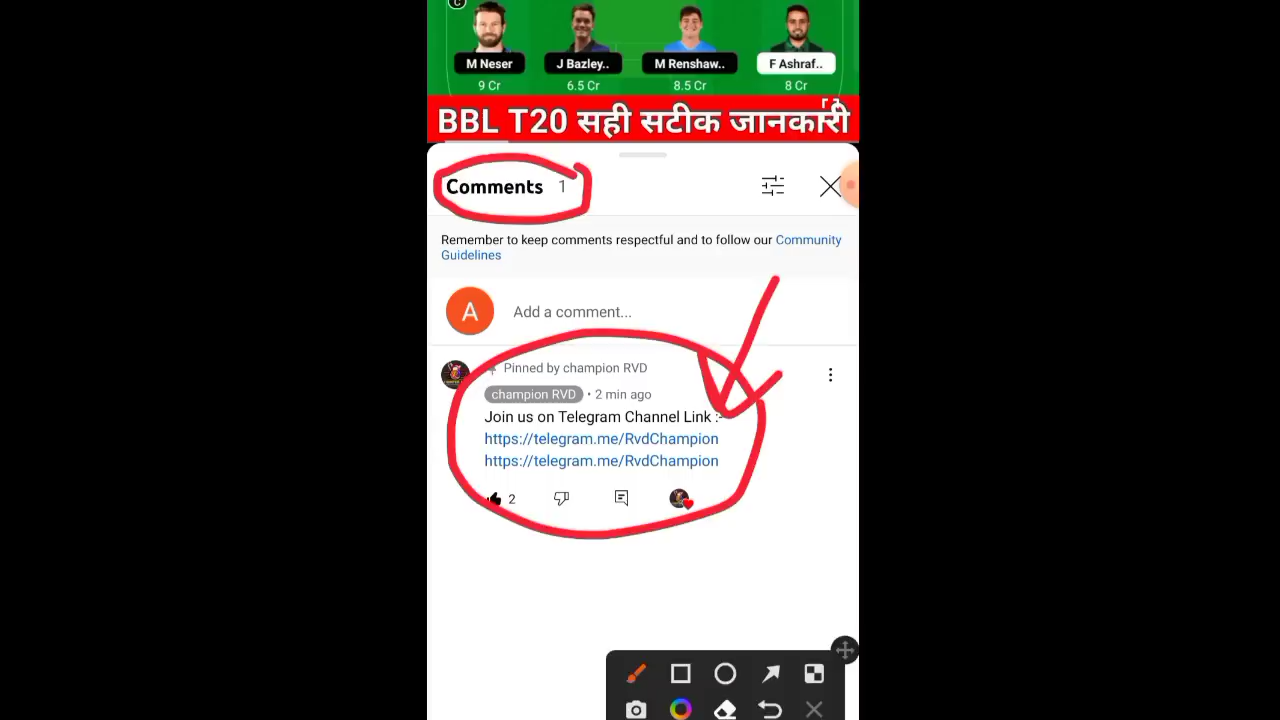 C
M Neser
J Bazley..
M Renshaw..
F Ashraf..
9 Cr
6.5 Cr
8.5 Cr
8 Cr
BBL T20 सही सटीक जानकारी
Comments 1
Remember to keep comments respectful and to follow our Community
Guidelines
A
Add a comment...
Pinned by champion RVD
champion RVD • 2 min ago
Join us on Telegram Channel Link :-
https://telegram.me/RvdChampion
https://telegram.me/RvdChampion
2